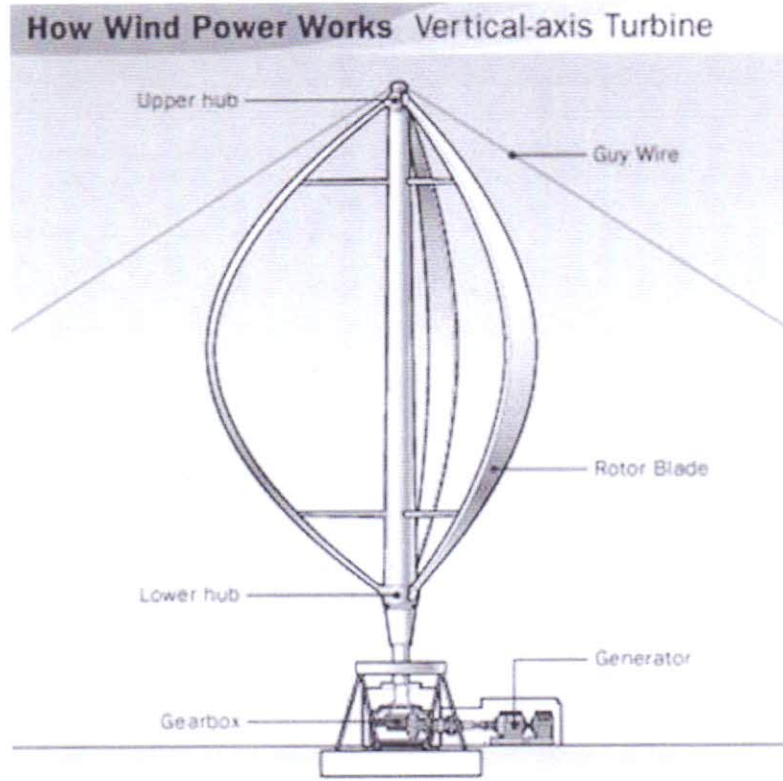 How Wind Power Works Vertical-axis Turbine
Upper hub
Guy Wire
Rotor Blade
Lower hub
Generator
Gearbox